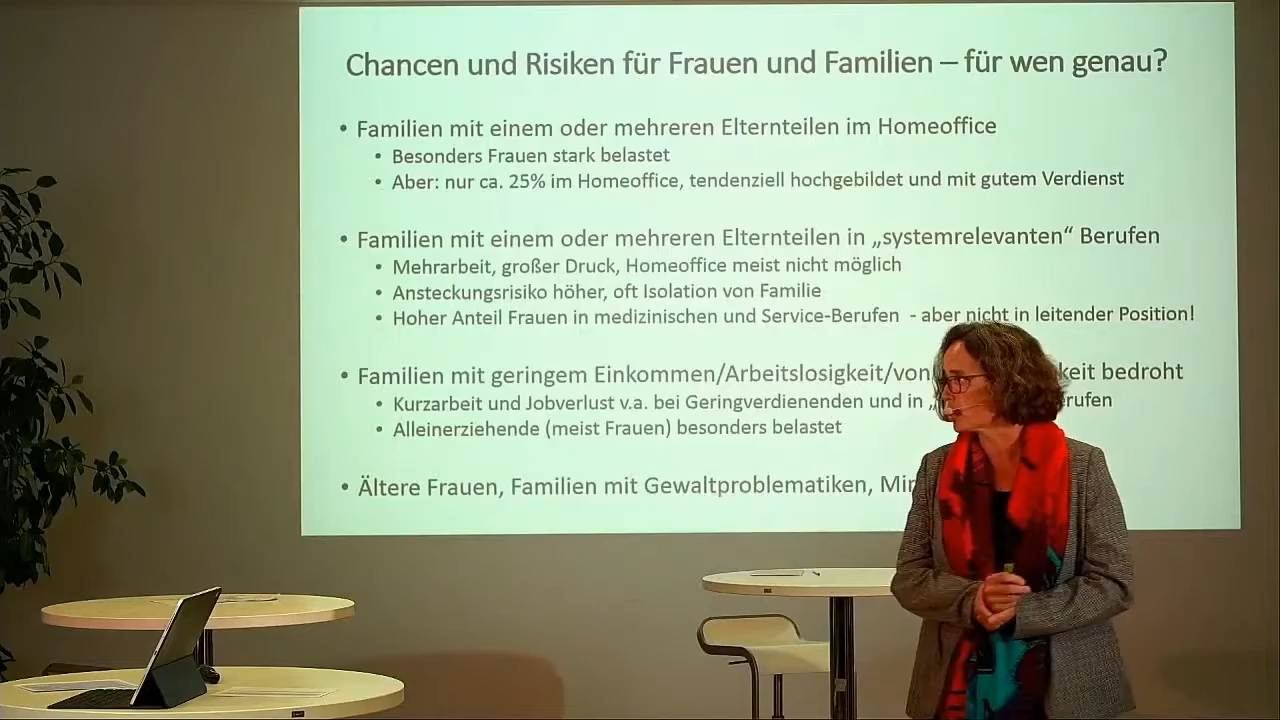 Chancen und Risiken für Frauen und Familien – für wen genau?
• Familien mit einem oder mehreren Elternteilen im Homeoffice
• Besonders Frauen stark belastet
• Aber: nur ca. 25% im Homeoffice, tendenziell hochgebildet und mit gutem Verdienst
• Familien mit einem oder mehreren Elternteilen in „systemrelevanten“ Berufen
• Mehrarbeit, großer Druck, Homeoffice meist nicht möglich
• Ansteckungsrisiko höher, oft Isolation von Familie
• Hoher Anteil Frauen in medizinischen und Service-Berufen - aber nicht in leitender Position!
• Familien mit geringem Einkommen/Arbeitslosigkeit/von keit bedroht
• Kurzarbeit und Jobverlust v.a. bei Geringverdienenden und in rufen
• Alleinerziehende (meist Frauen) besonders belastet
• Ältere Frauen, Familien mit Gewaltproblematiken,